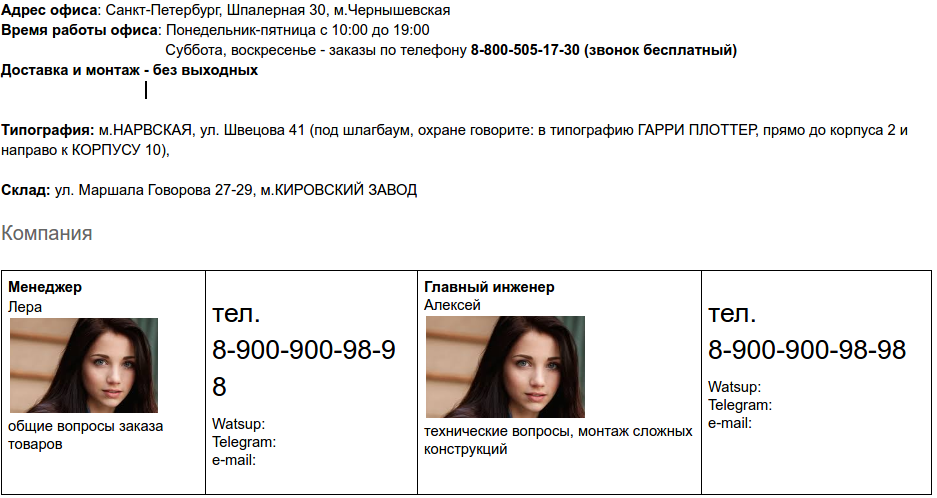 Адрес офиса: Санкт-Петербург, Шпалерная 30, м.Чернышевская
Время работы офиса: Понедельник-пятница с 10:00 до 19:00
Суббота, воскресенье - заказы по телефону 8-800-505-17-30 (звонок бесплатный)
Доставка и монтаж - без выходных
Типография: м.НАРВСКАЯ, ул. Швецова 41 (под шлагбаум, охране говорите: в типографию ГАРРИ ПЛОТТЕР, прямо до корпуса 2 и
направо к КОРПУСУ 10),
Склад: ул. Маршала Говорова 27-29, м.КИРОВСКИЙ ЗАВОД
Компания
Менеджер
Лера
общие вопросы заказа
товаров
тел.
8-900-900-98-9
8
Watsup:
Telegram:
e-mail:
Главный инженер
Алексей
технические вопросы, монтаж сложных
конструкций
тел.
8-900-900-98-98
Watsup:
Telegram:
e-mail: